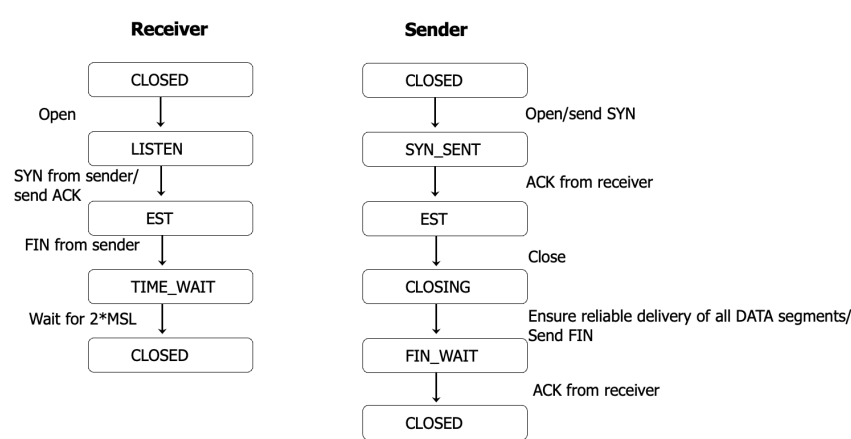 Receiver
CLOSED
Open
LISTEN
SYN from sender/
send ACK
EST
FIN from sender
TIME_WAIT
Wait for 2*MSL
CLOSED
Sender
CLOSED
Open/send SYN
SYN_SENT
ACK from receiver
EST
Close
CLOSING
Ensure reliable delivery of all DATA segments/
Send FIN
FIN_WAIT
ACK from receiver
CLOSED